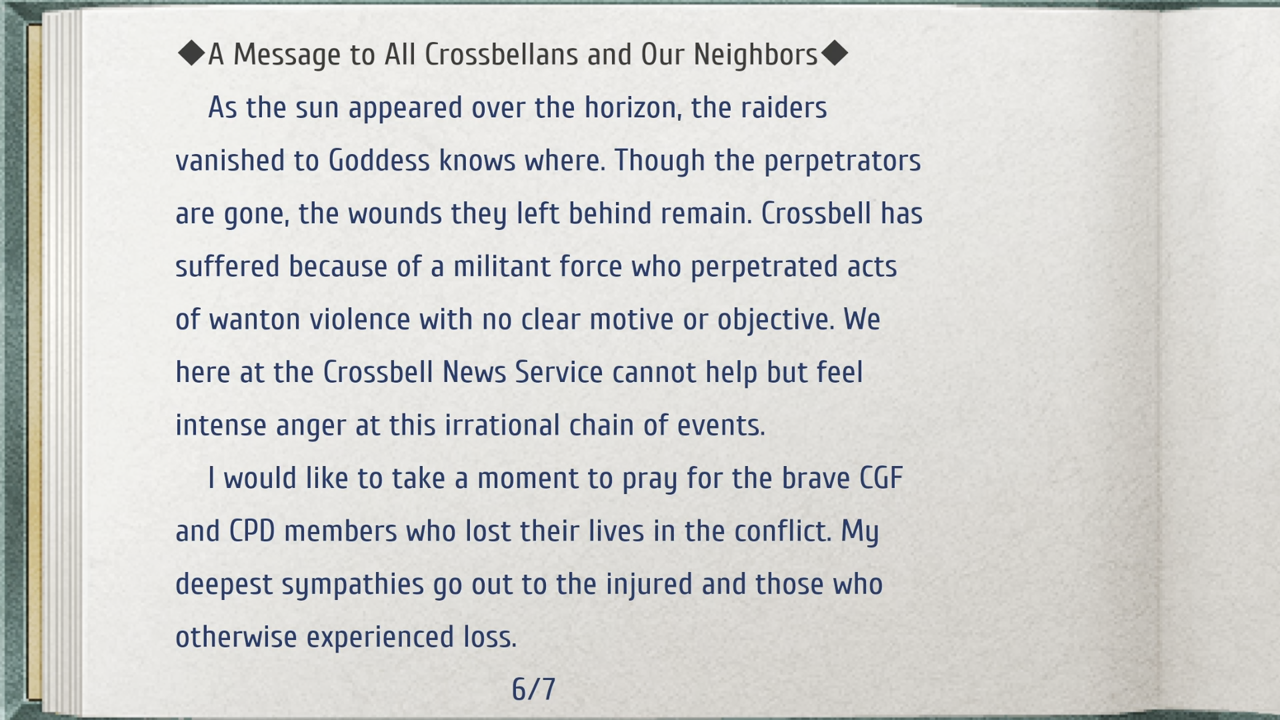 ◆A Message to All Crossbellans and Our Neighbors◆
As the sun appeared over the horizon, the raiders
vanished to Goddess knows where. Though the perpetrators
are gone, the wounds they left behind remain. Crossbell has
suffered because of a militant force who perpetrated acts
of wanton violence with no clear motive or objective. We
here at the Crossbell News Service cannot help but feel
intense anger at this irrational chain of events.
I would like to take a moment to pray for the brave CGF
and CPD members who lost their lives in the conflict. My
deepest sympathies go out to the injured and those who
otherwise experienced loss.
6/7